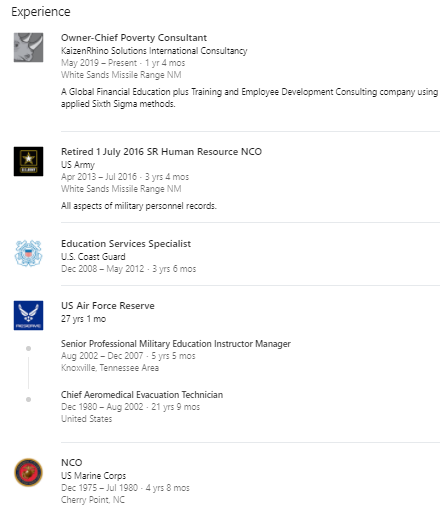 Experience
Owner-Chief Poverty Consultant
KaizenRhino Solutions International Consultancy
May 2019 – Present · 1 yr 4 mos
White Sands Missile Range NM
A Global Financial Education plus Training and Employee Development Consulting company using
applied Sixth Sigma methods.
U.S.ARMY
Retired 1 July 2016 SR Human Resource NCO
US Army
Apr 2013 – Jul 2016 · 3 yrs 4 mos
White Sands Missile Range NM
All aspects of military personnel records.
Education Services Specialist
U.S. Coast Guard
Dec 2008 – May 2012 · 3 yrs 6 mos
RESERVE
US Air Force Reserve
27 yrs 1 mo
Senior Professional Military Education Instructor Manager
Aug 2002 – Dec 2007 · 5 yrs 5 mos
Knoxville, Tennessee Area
Chief Aeromedical Evacuation Technician
Dec 1980 – Aug 2002 · 21 yrs 9 mos
United States
NCO
US Marine Corps
Dec 1975 – Jul 1980 · 4 yrs 8 mos
Cherry Point, NC